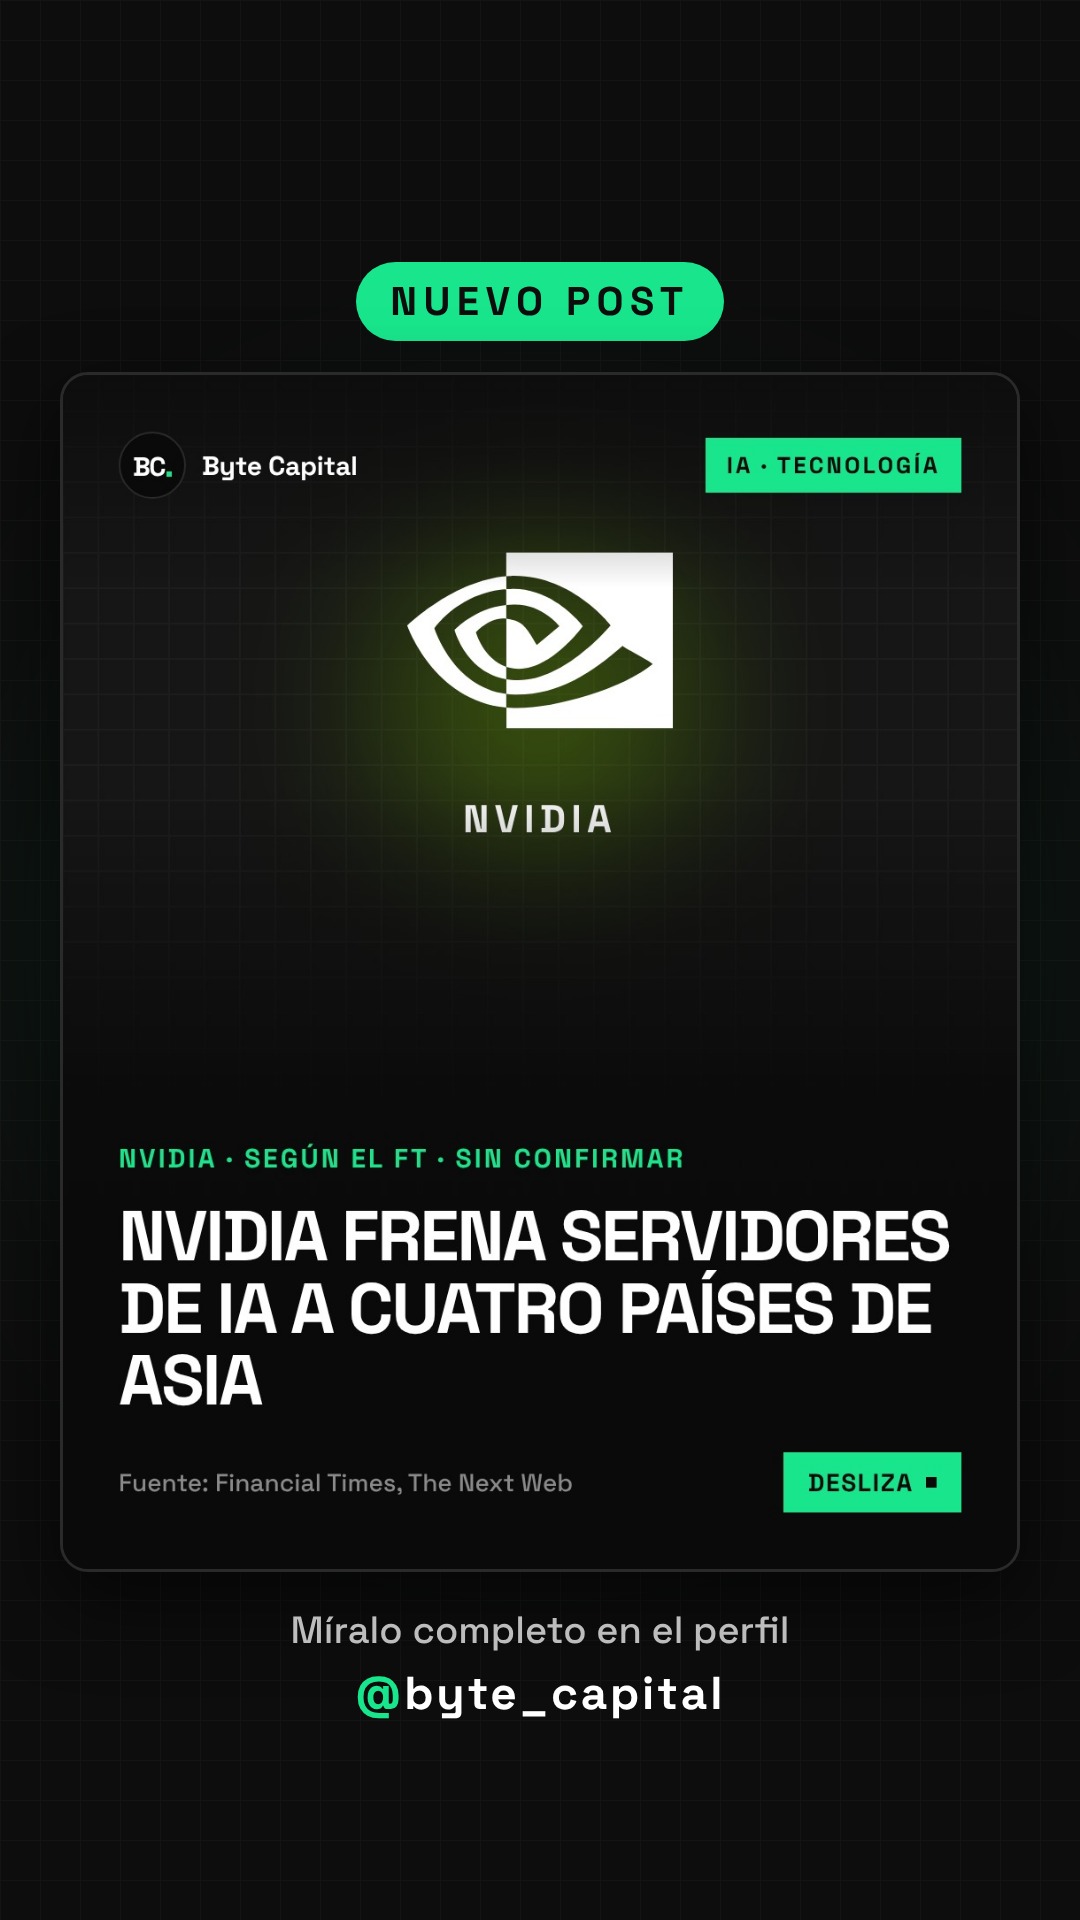 NUEVO POST
BC.
Byte Capital
IA · TECNOLOGÍA
NVIDIA
NVIDIA · SEGÚN EL FT · SIN CONFIRMAR
NVIDIA FRENA SERVIDORES
DE IA A CUATRO PAÍSES DE
ASIA
Fuente: Financial Times, The Next Web
DESLIZA ■
Míralo completo en el perfil
@byte_capital